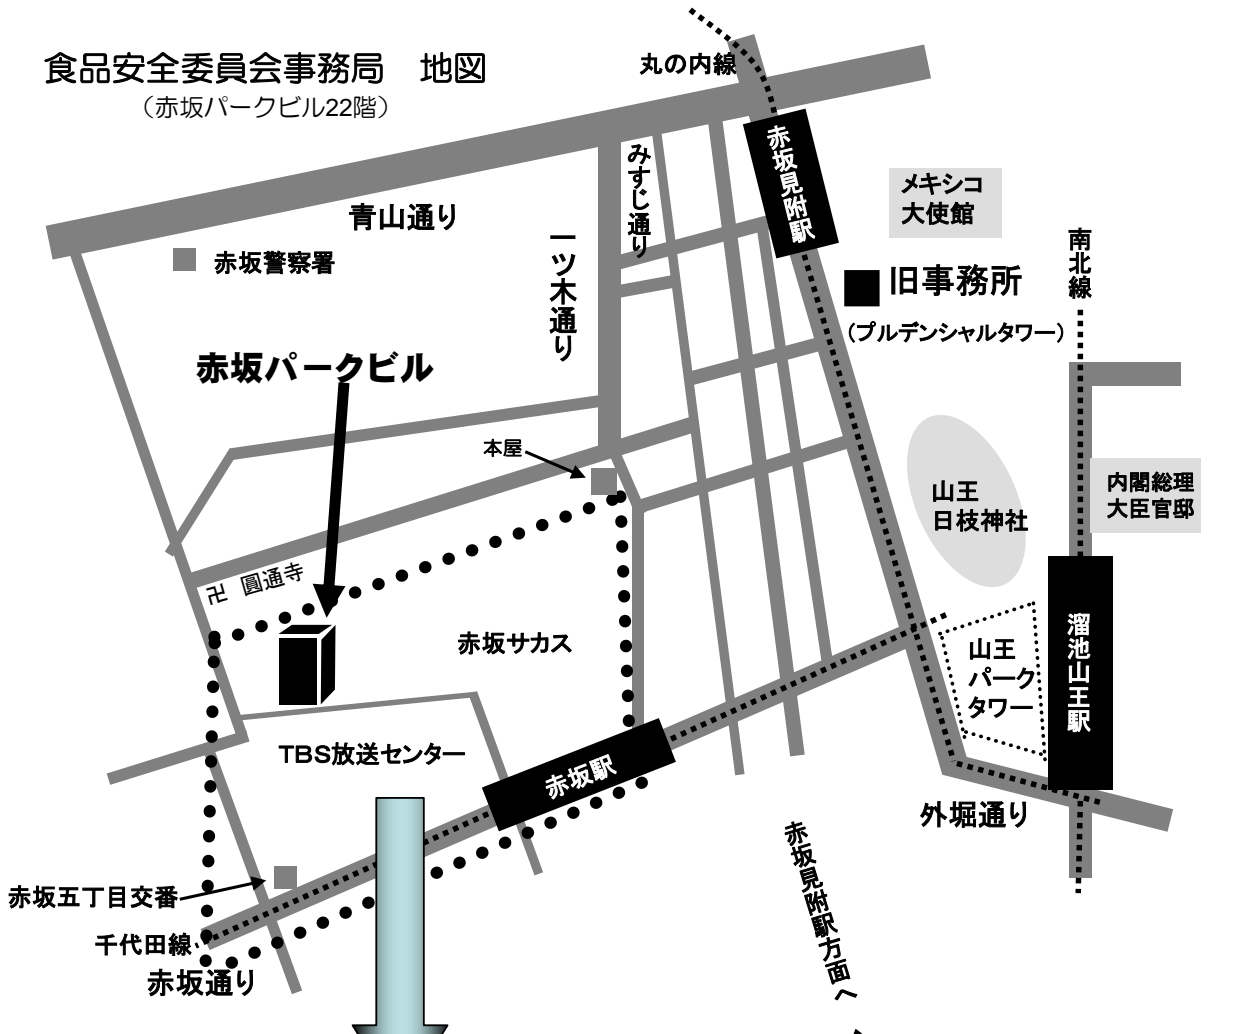 食品安全委員会事務局　地図
（赤坂パークビル22階）
丸の内線
赤坂見附駅
みすじ通り
メキシコ
大使館
青山通り
一ツ木通り
南北線
赤坂警察署
旧事務所
（プルデンシャルタワー）
赤坂パークビル
本屋
山王
日枝神社
内閣総理
大臣官邸
卍　圓通寺
赤坂サカス
溜池山王駅
山王
パーク
タワー
TBS放送センター
赤坂駅
外堀通り
赤坂見附駅方面へ
赤坂五丁目交番
千代田線
赤坂通り